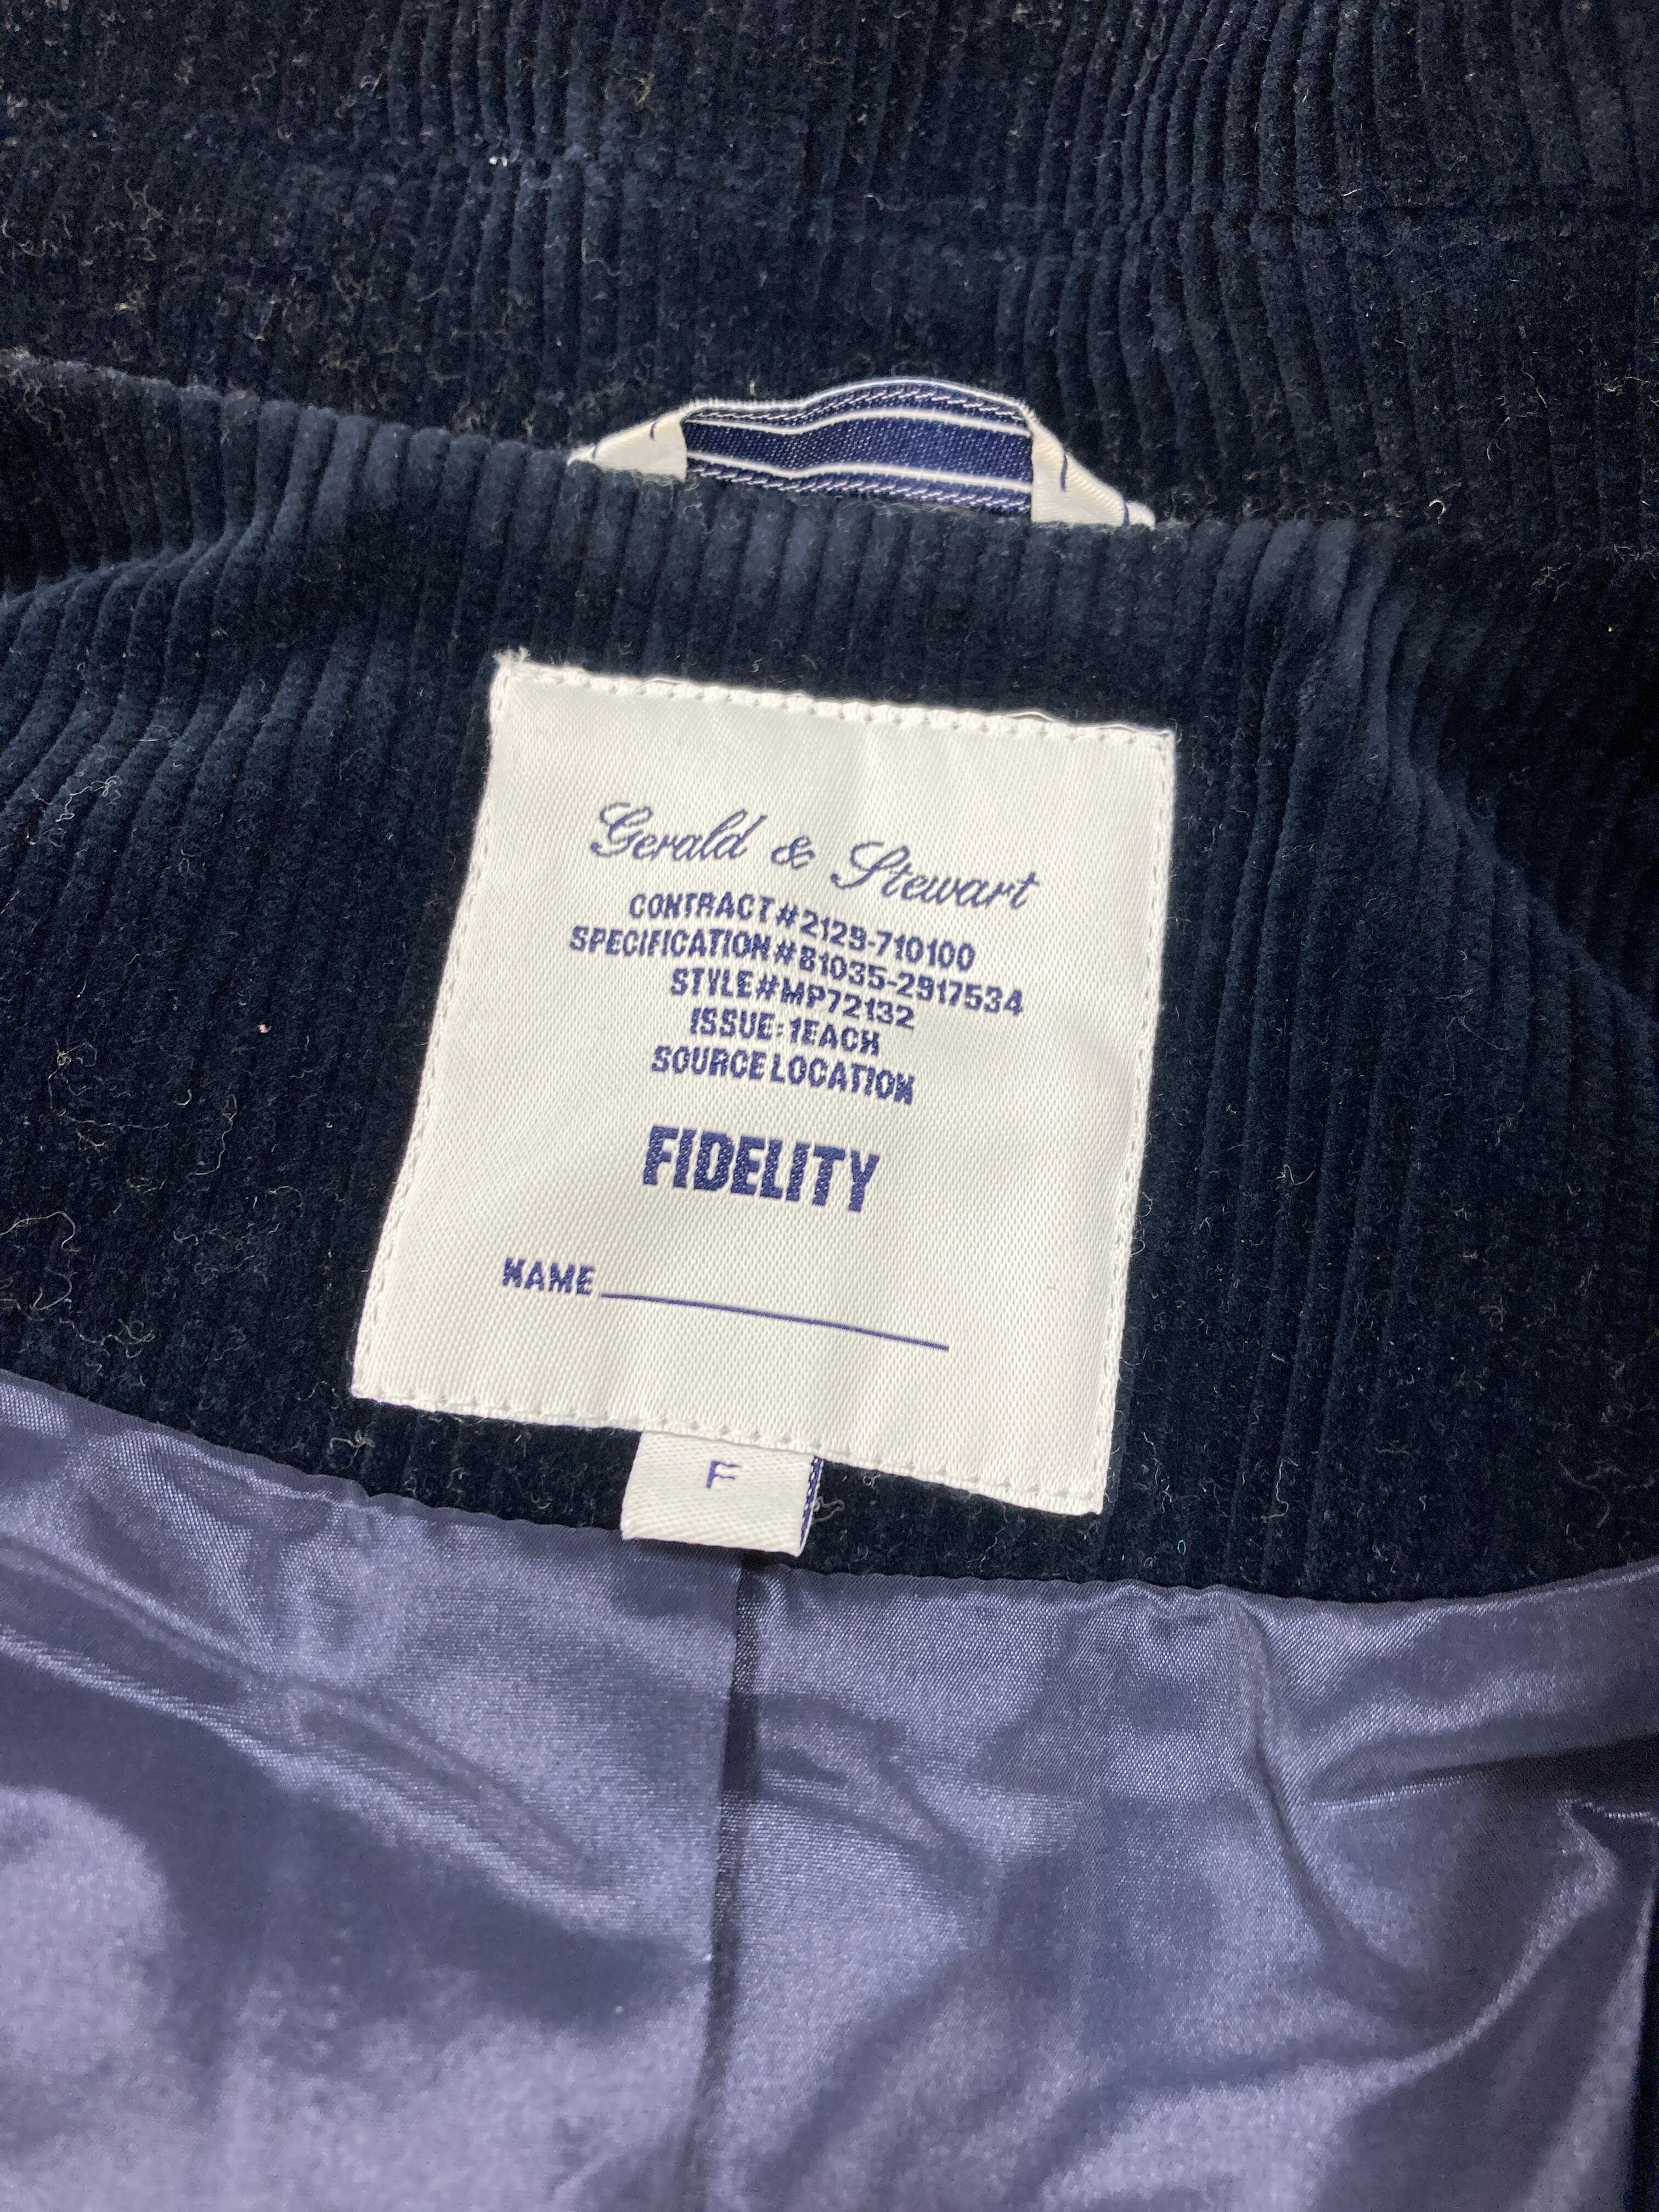 Gerald & Stewart
CONTRACT#2129-710100
SPECIFICATION#81035-2917534
STYLE#MP72132
ISSUE:1EACH
SOURCE LOCATION
FIDELITY
NAME
F